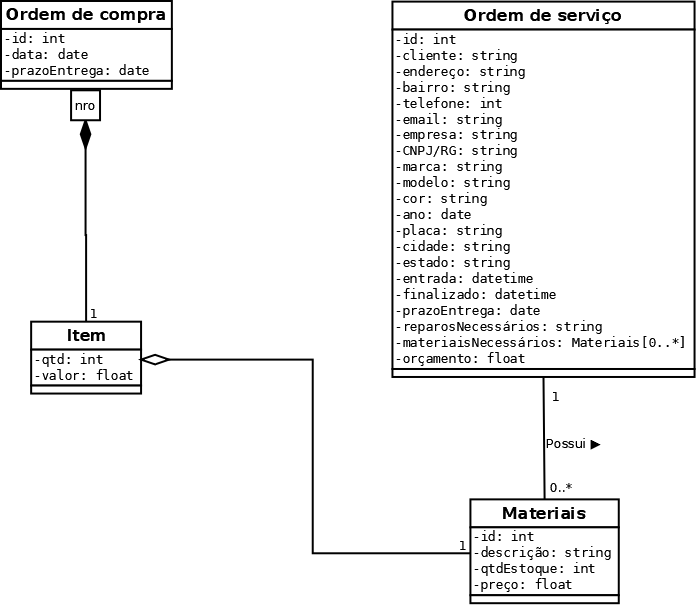 Ordem de compra
-id: int
-data: date
-prazoEntrega: date
nro
1
Item
-qtd: int
-valor: float
Ordem de serviço
-id: int
-cliente: string
-endereço: string
-bairro: string
-telefone: int
-email: string
-empresa: string
-CNPJ/RG: string
-marca: string
-modelo: string
-cor: string
-ano: date
-placa: string
-cidade: string
-estado: string
-entrada: datetime
-finalizado: datetime
-prazoEntrega: date
-reparosNecessários: string
-materiaisNecessários: Materiais[0..*]
-orçamento: float
1
Possui ▶
0..*
1
Materiais
-id: int
-descrição: string
-qtdEstoque: int
-preço: float